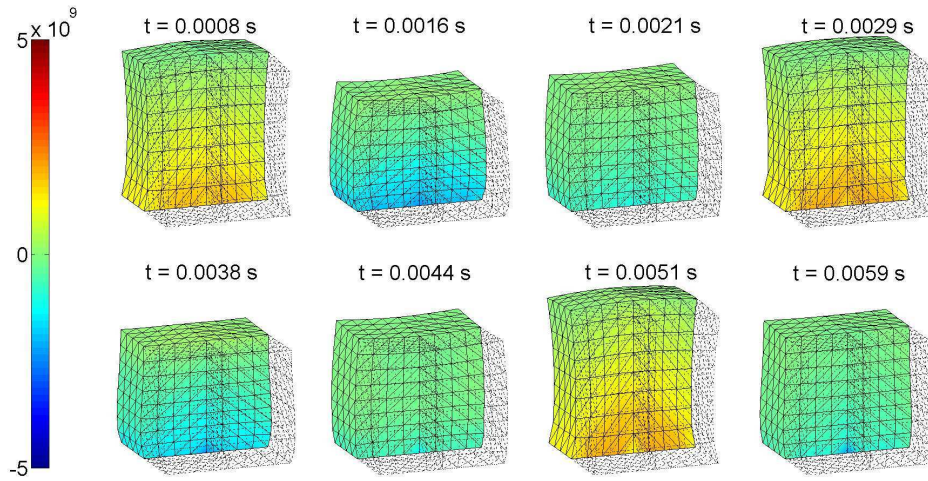 x 10^9
5
0
-5
t = 0.0008 s
t = 0.0016 s
t = 0.0021 s
t = 0.0029 s
t = 0.0038 s
t = 0.0044 s
t = 0.0051 s
t = 0.0059 s